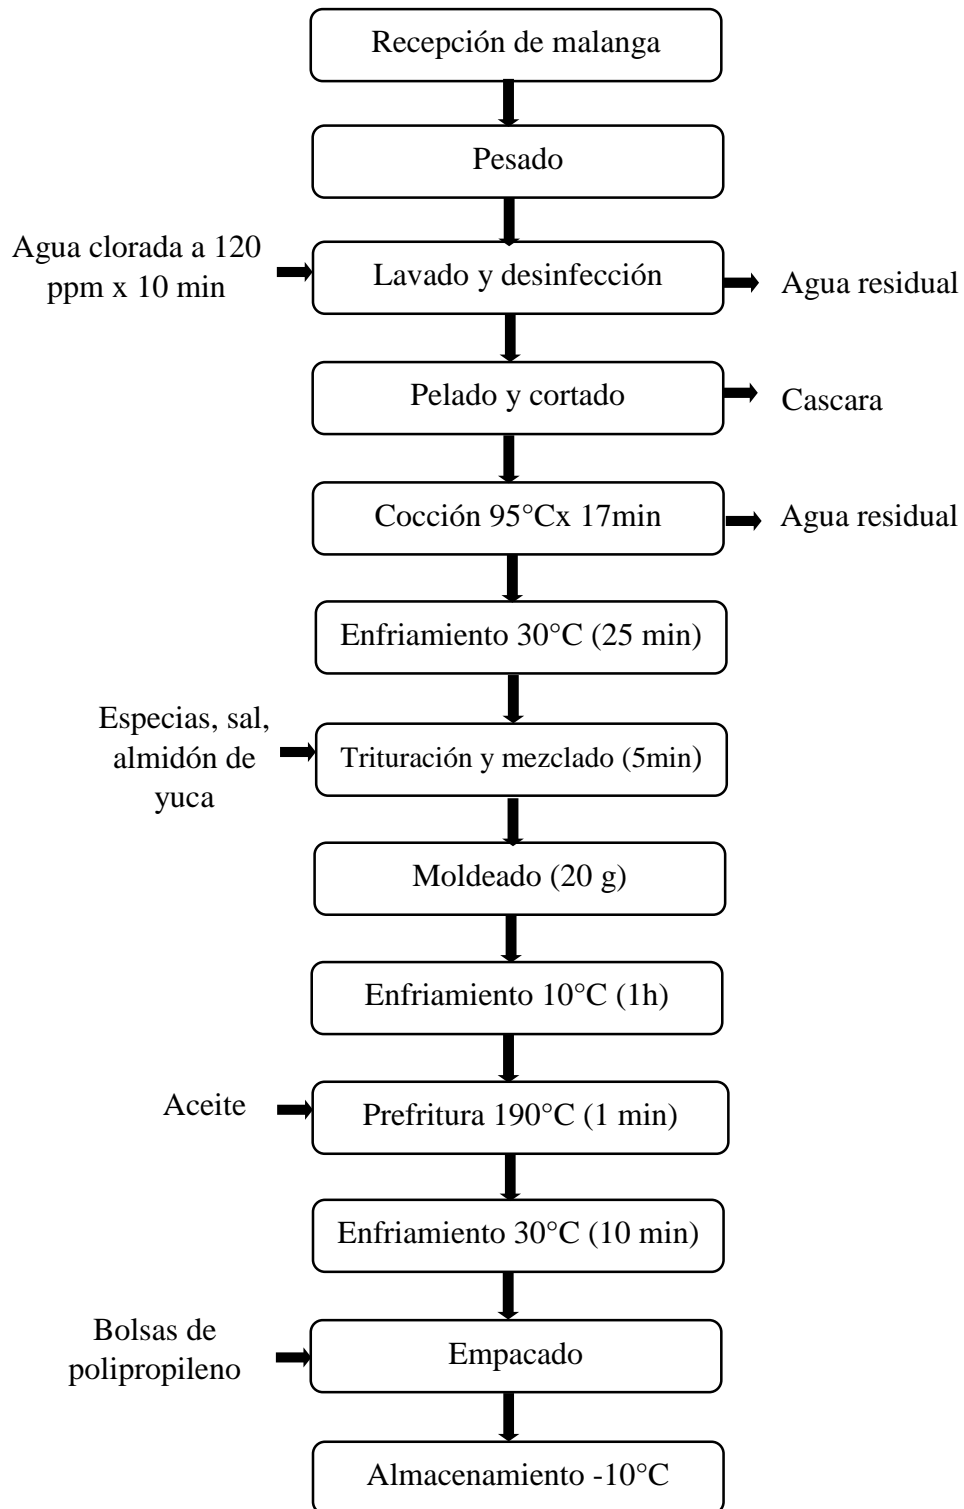 Recepción de malanga
Pesado
Agua clorada a 120
ppm x 10 min
Lavado y desinfección
Agua residual
Pelado y cortado
Cascara
Cocción 95°Cx 17min
Agua residual
Enfriamiento 30°C (25 min)
Especias, sal,
almidón de
yuca
Trituración y mezclado (5min)
Moldeado (20 g)
Enfriamiento 10°C (1h)
Aceite
Prefritura 190°C (1 min)
Enfriamiento 30°C (10 min)
Bolsas de
polipropileno
Empacado
Almacenamiento -10°C